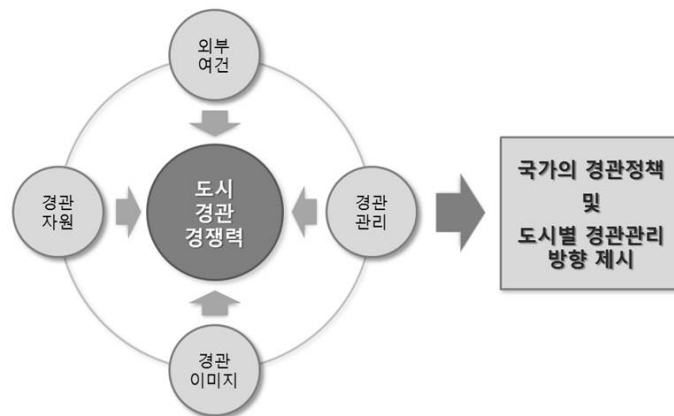 외부
여건
경관
자원
도시
경관
경쟁력
경관
관리
경관
이미지
국가의 경관정책
및
도시별 경관관리
방향 제시